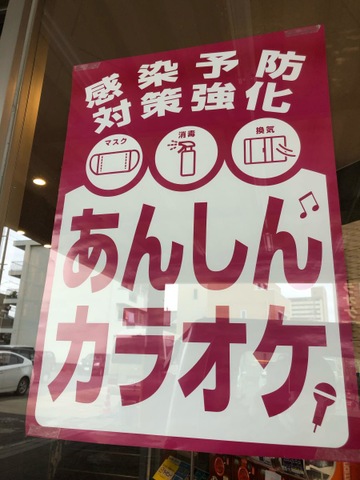 感染予防
対策強化
マスク
消毒
換気
あんしん
カラオケ